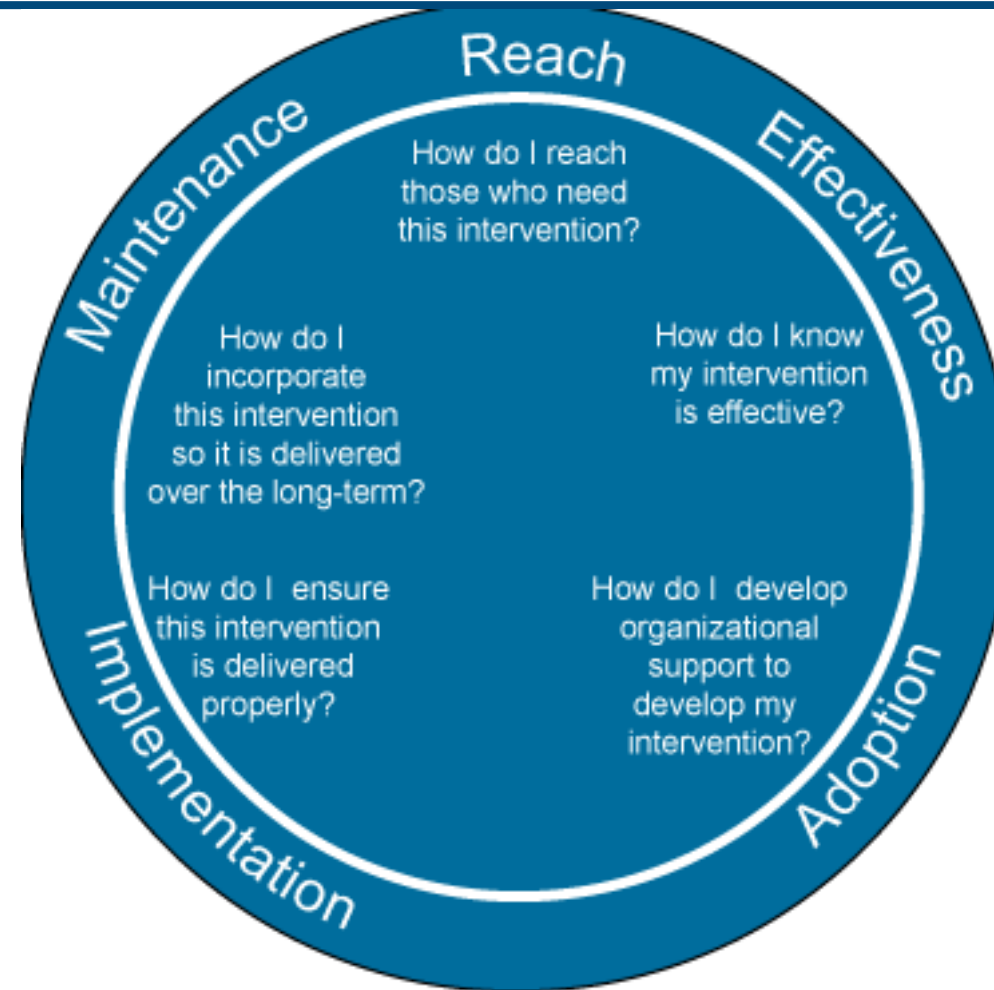 Reach
How do I reach
those who need
this intervention?
Effectiveness
How do I know
my intervention
is effective?
Adoption
How do I develop
organizational
support to
develop my
intervention?
Implementation
How do I ensure
this intervention
is delivered
properly?
Maintenance
How do I
incorporate
this intervention
so it is delivered
over the long-term?